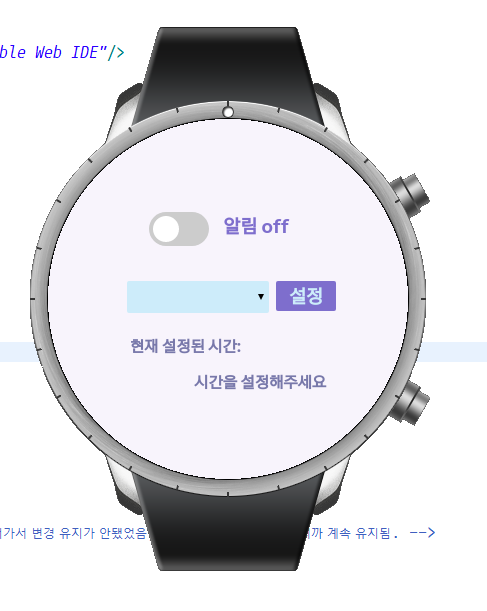 ble Web IDE"/>
알림 off
설정
현재 설정된 시간:
시간을 설정해주세요
가서 변경 유지가 안됐었음 까 계속 유지됨. -->